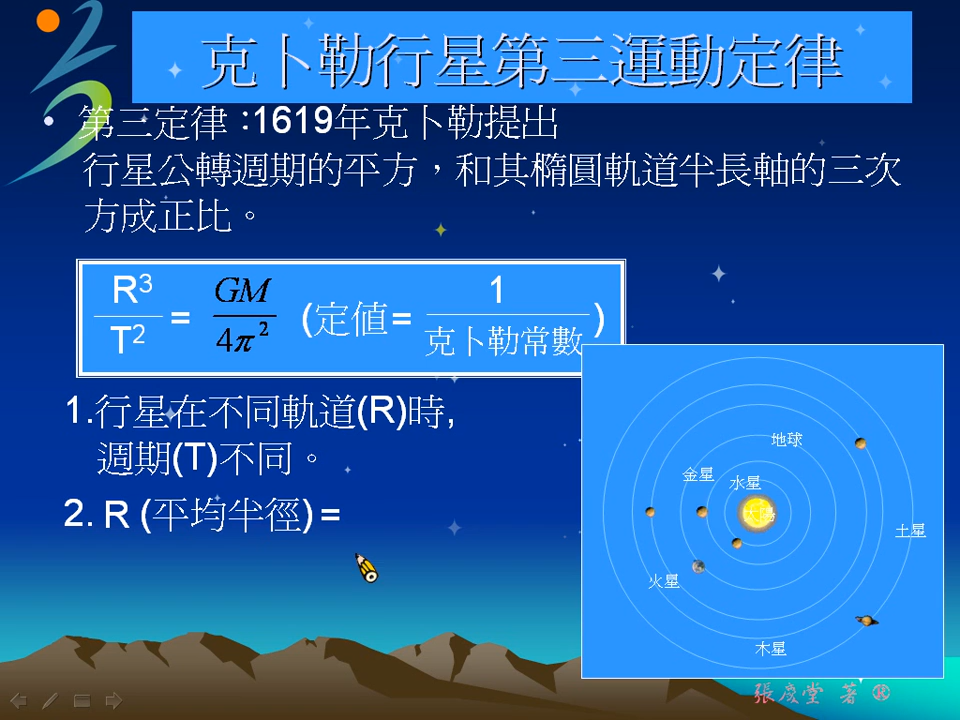 克卜勒行星第三運動定律
• 第三定律：1619年克卜勒提出
行星公轉週期的平方，和其橢圓軌道半長軸的三次
方成正比。
R³/T² = GM/4π² (定值= 1/克卜勒常數 )
1.行星在不同軌道(R)時,
週期(T)不同。
2. R (平均半徑) =
地球
金星
水星
太陽
土星
火星
木星
張慶堂 著 ®